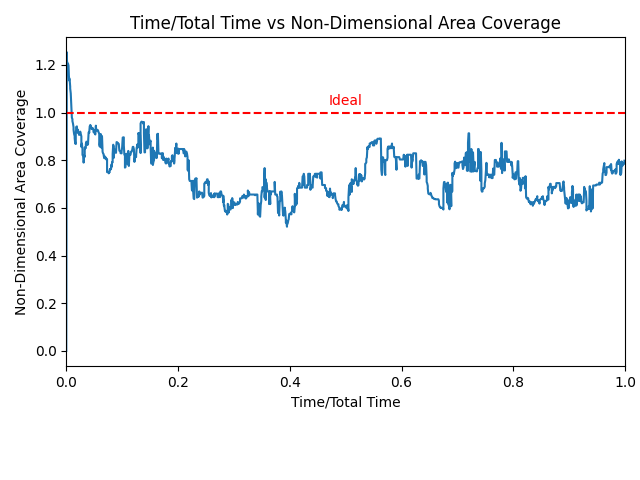 Time/Total Time vs Non-Dimensional Area Coverage
Non-Dimensional Area Coverage
1.2
1.0
0.8
0.6
0.4
0.2
0.0
Ideal
0.0 0.2 0.4 0.6 0.8 1.0
Time/Total Time